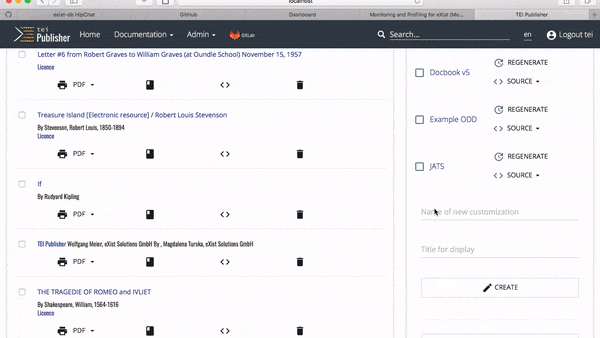 localhost
exist-db HipChat
GitHub
Dashboard
Monitoring and Profiling for eXist (Mo...
TEI Publisher
tei
Publisher
Home
Documentation
Admin
GitLab
Search...
en
Logout tei
Letter #6 from Robert Graves to William Graves (at Oundle School) November 15, 1957
Licence
PDF
Treasure Island [Electronic resource] / Robert Louis Stevenson
By Stevenson, Robert Louis, 1850-1894
Licence
PDF
If
By Rudyard Kipling
PDF
TEI Publisher Wolfgang Meier, eXist Solutions GmbH By , Magdalena Turska, eXist Solutions GmbH
PDF
THE TRAGEDIE OF ROMEO and IVLIET
By Shakespeare, William, 1564-1616
Licence
PDF
Docbook v5
REGENERATE
SOURCE
Example ODD
REGENERATE
SOURCE
JATS
REGENERATE
SOURCE
Name of new customization
Title for display
CREATE